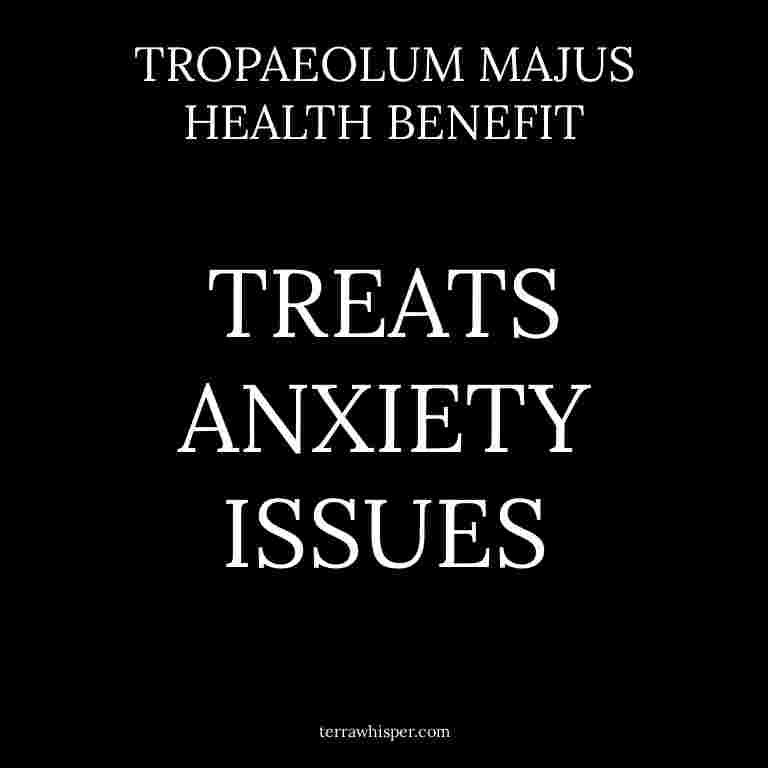 TROPAEOLUM MAJUS
HEALTH BENEFIT
TREATS
ANXIETY
ISSUES
terrawhisper.com